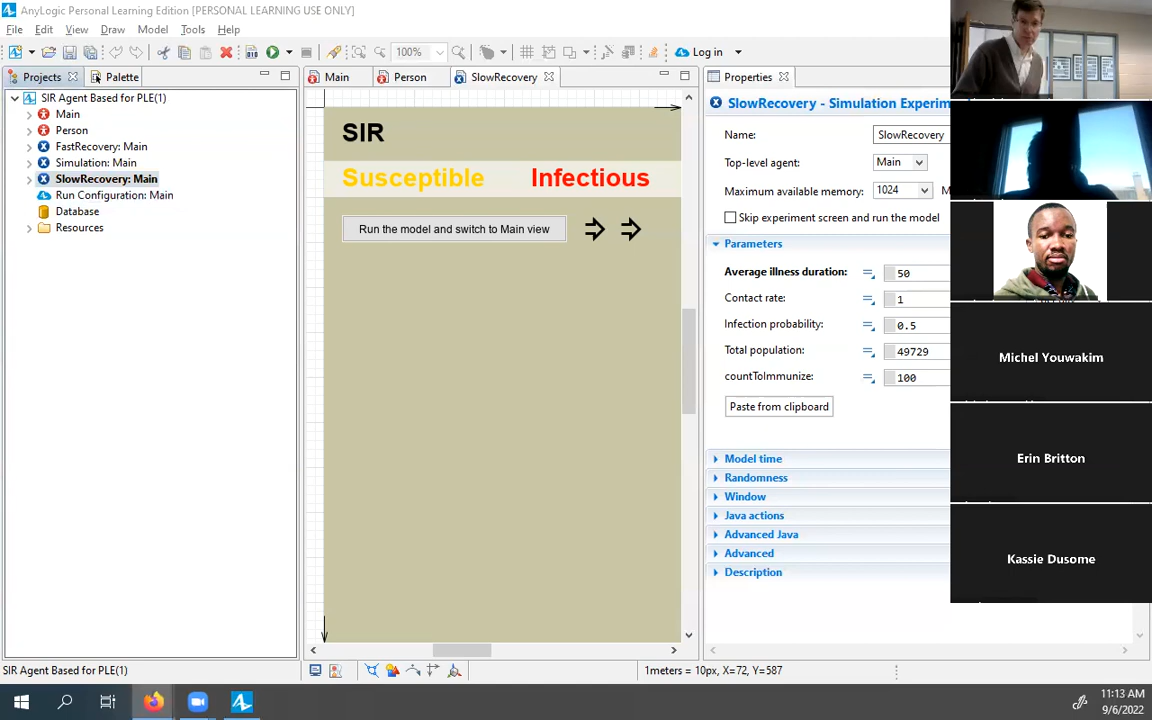 AnyLogic Personal Learning Edition [PERSONAL LEARNING USE ONLY]
File Edit View Draw Model Tools Help
100% Log in
Projects Palette Main Person SlowRecovery Properties
SIR Agent Based for PLE(1)
Main
Person
FastRecovery: Main
Simulation: Main
SlowRecovery: Main
Run Configuration: Main
Database
Resources
SIR
Susceptible Infectious
Run the model and switch to Main view
SlowRecovery - Simulation Experim
Name: SlowRecovery
Top-level agent: Main
Maximum available memory: 1024 M
Skip experiment screen and run the model
Parameters
Average illness duration: 50
Contact rate: 1
Infection probability: 0.5
Total population: 49729
countToImmunize: 100
Paste from clipboard
Model time
Randomness
Window
Java actions
Advanced Java
Advanced
Description
Michel Youwakim
Erin Britton
Kassie Dusome
SIR Agent Based for PLE(1)
1meters = 10px, X=72, Y=587
11:13 AM
9/6/2022